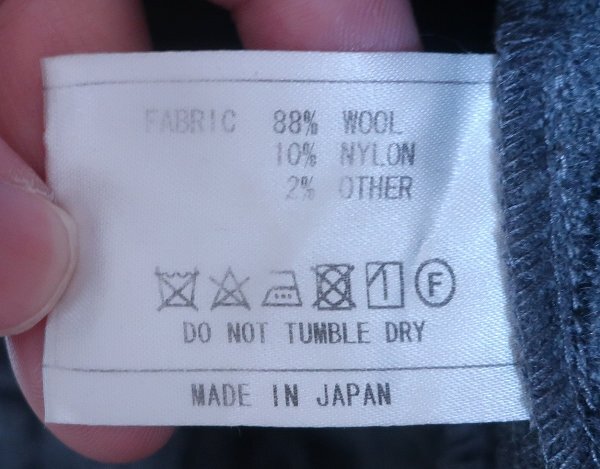 FABRIC 88% WOOL
10% NYLON
2% OTHER
F
DO NOT TUMBLE DRY
MADE IN JAPAN